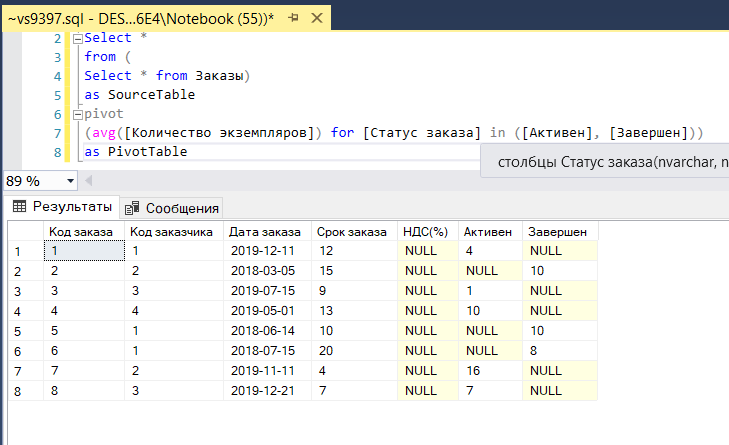 ~vs9397.sql - DES...6E4\Notebook (55))*
2 Select *
3 from (
4 Select * from Заказы)
5 as SourceTable
6 pivot
7 (avg([Количество экземпляров]) for [Статус заказа] in ([Активен], [Завершен]))
8 as PivotTable
столбцы Статус заказа(nvarchar, n
89 %
Результаты Сообщения
Код заказа Код заказчика Дата заказа Срок заказа НДС(%) Активен Завершен
1 1 1 2019-12-11 12 NULL 4 NULL
2 2 2 2018-03-05 15 NULL NULL 10
3 3 3 2019-07-15 9 NULL 1 NULL
4 4 4 2019-05-01 13 NULL 10 NULL
5 5 1 2018-06-14 10 NULL NULL 10
6 6 1 2018-07-15 20 NULL NULL 8
7 7 2 2019-11-11 4 NULL 16 NULL
8 8 3 2019-12-21 7 NULL 7 NULL